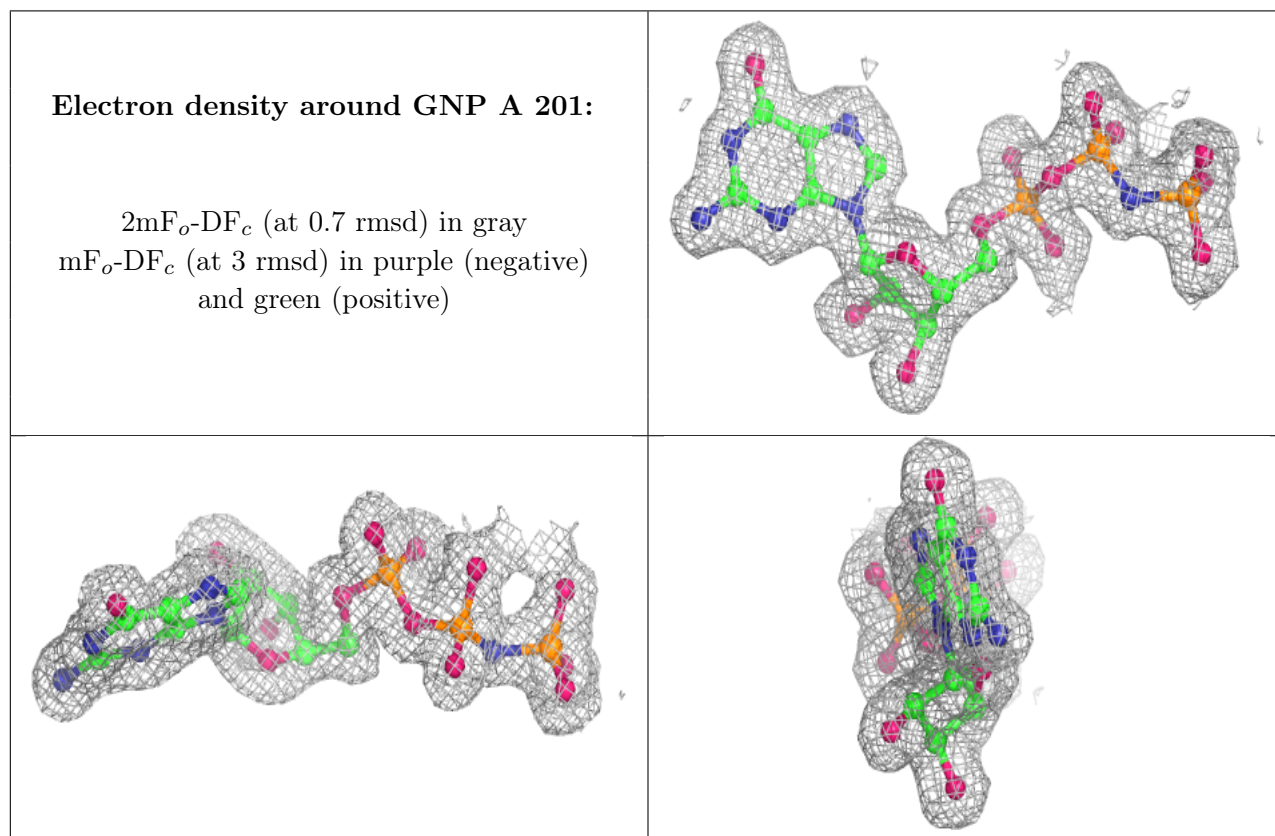 Electron density around GNP A 201:
2mFo-DFc (at 0.7 rmsd) in gray
mFo-DFc (at 3 rmsd) in purple (negative)
and green (positive)